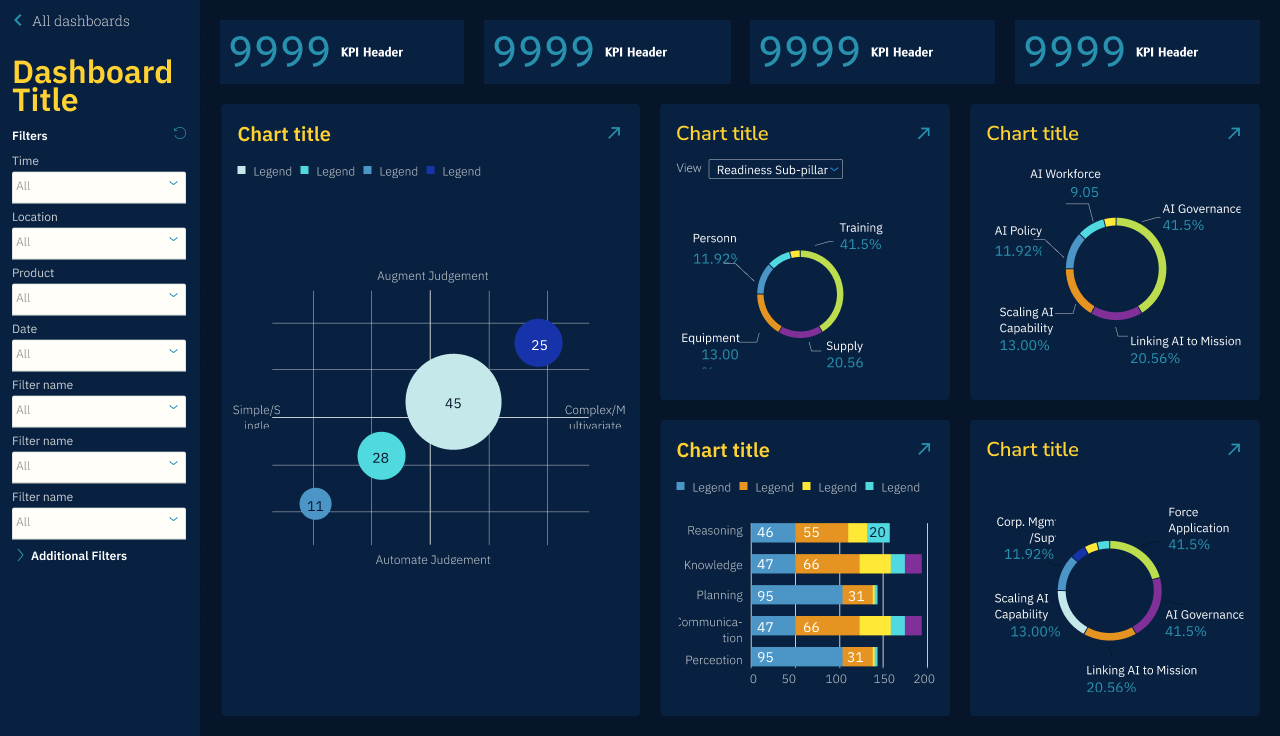 All dashboards
Dashboard
Title
Filters
Time
All
Location
All
Product
All
Date
All
Filter name
All
Filter name
All
Filter name
All
Additional Filters
9999 KPI Header
9999 KPI Header
9999 KPI Header
9999 KPI Header
Chart title
Legend Legend Legend Legend
Augment Judgement
25
45
Simple/S
ingle
Complex/M
ultivariate
28
11
Automate Judgement
Chart title
View Readiness Sub-pillar
Training
41.5%
Personn
11.92%
Equipment
13.00
%
Supply
20.56
Chart title
AI Workforce
9.05
AI Governance
41.5%
AI Policy
11.92%
Scaling AI
Capability
13.00%
Linking AI to Mission
20.56%
Chart title
Legend Legend Legend Legend
Reasoning 46 55 20
Knowledge 47 66
Planning 95 31
Communica-
tion
47 66
Perception 95 31
0 50 100 150 200
Chart title
Force
Application
41.5%
Corp. Mgm
/Sup
11.92%
Scaling AI
Capability
13.00%
AI Governance
41.5%
Linking AI to Mission
20.56%